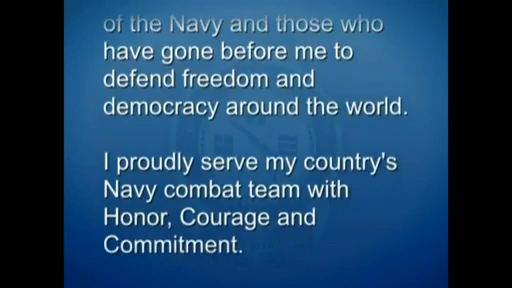 of the Navy and those who
have gone before me to
defend freedom and
democracy around the world.
I proudly serve my country's
Navy combat team with
Honor, Courage and
Commitment.